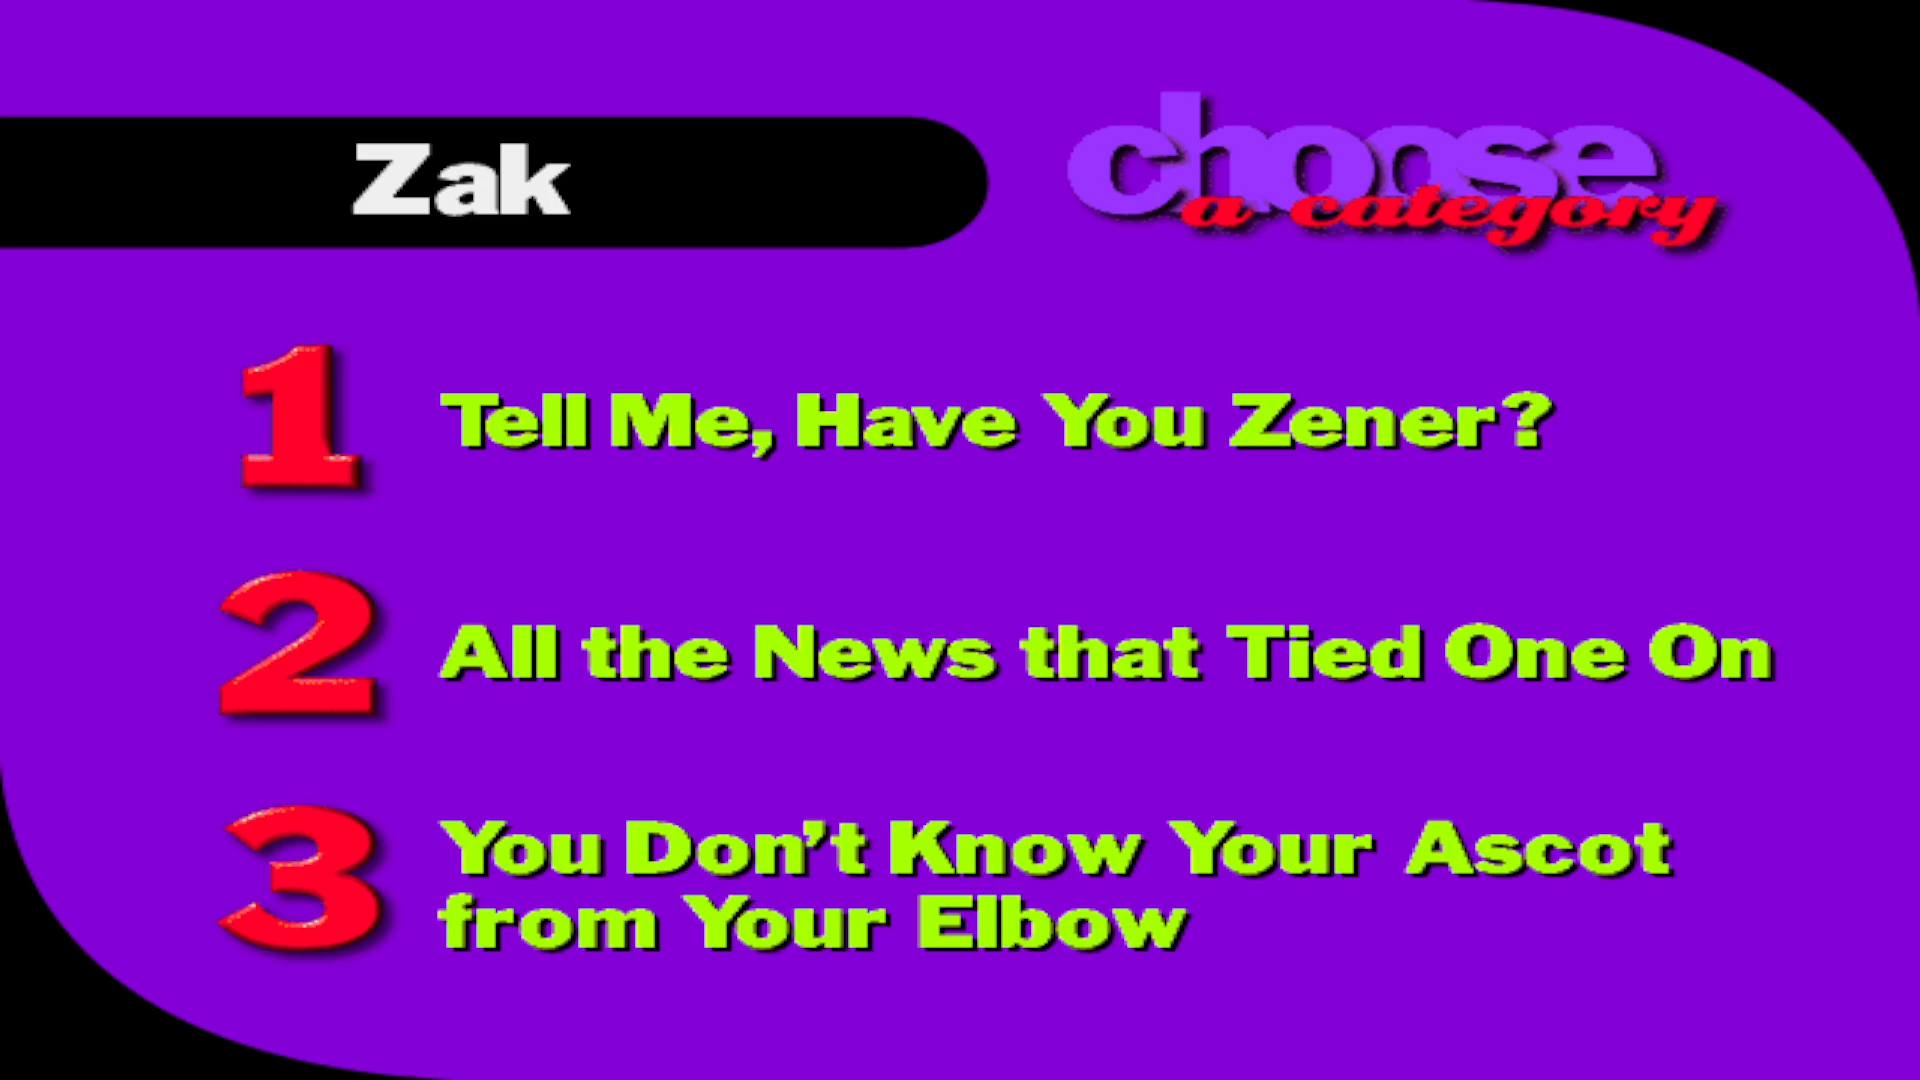 Zak
choose
a category
1
Tell Me, Have You Zener?
2
All the News that Tied One On
3
You Don't Know Your Ascot
from Your Elbow